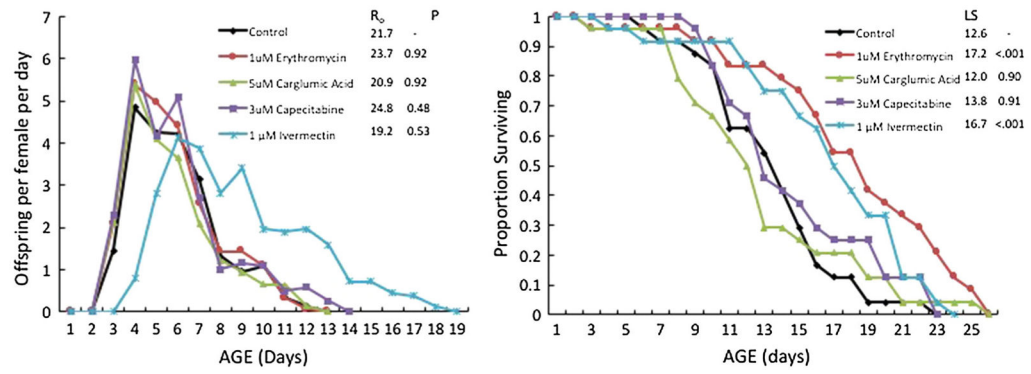 Rₒ P
Control 21.7 -
1uM Erythromycin 23.7 0.92
5uM Carglumic Acid 20.9 0.92
3uM Capecitabine 24.8 0.48
1 μM Ivermectin 19.2 0.53
Offspring per female per day
7
6
5
4
3
2
1
0
1 2 3 4 5 6 7 8 9 10 11 12 13 14 15 16 17 18 19
AGE (Days)
LS
Control 12.6 -
1uM Erythromycin 17.2 <.001
5uM Carglumic Acid 12.0 0.90
3uM Capecitabine 13.8 0.91
1 μM Ivermectin 16.7 <.001
Proportion Surviving
1
0.9
0.8
0.7
0.6
0.5
0.4
0.3
0.2
0.1
0
1 3 5 7 9 11 13 15 17 19 21 23 25
AGE (days)